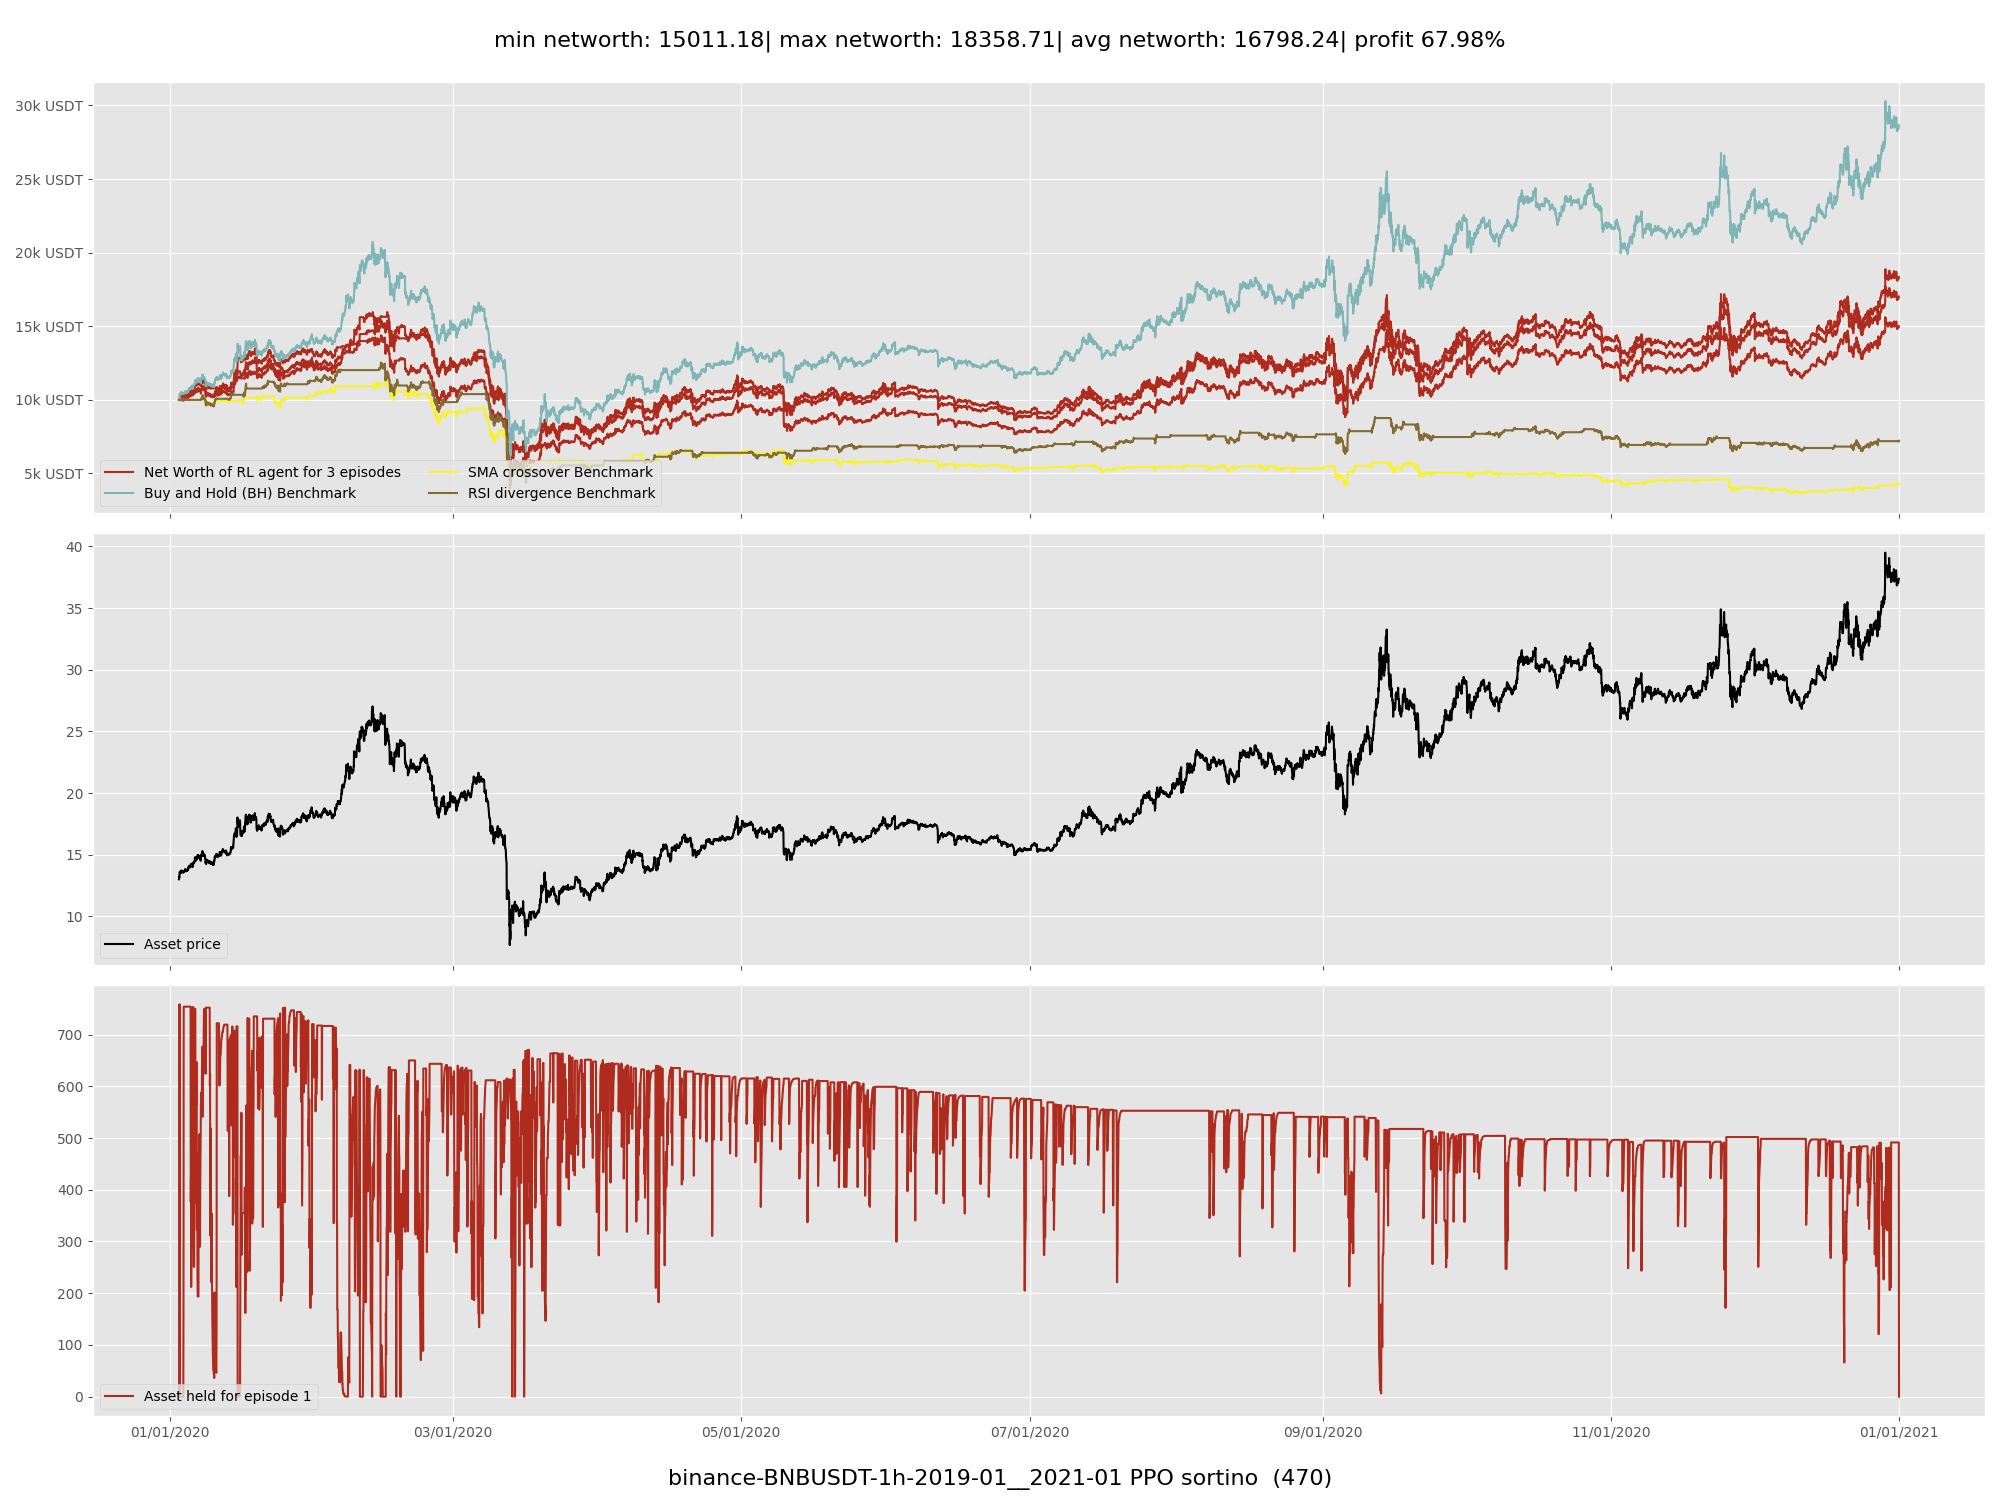 min networth: 15011.18| max networth: 18358.71| avg networth: 16798.24| profit 67.98%
30k USDT
25k USDT
20k USDT
15k USDT
10k USDT
5k USDT
Net Worth of RL agent for 3 episodes
Buy and Hold (BH) Benchmark
SMA crossover Benchmark
RSI divergence Benchmark
40
35
30
25
20
15
10
Asset price
700
600
500
400
300
200
100
0
Asset held for episode 1
01/01/2020 03/01/2020 05/01/2020 07/01/2020 09/01/2020 11/01/2020 01/01/2021
binance-BNBUSDT-1h-2019-01__2021-01 PPO sortino (470)